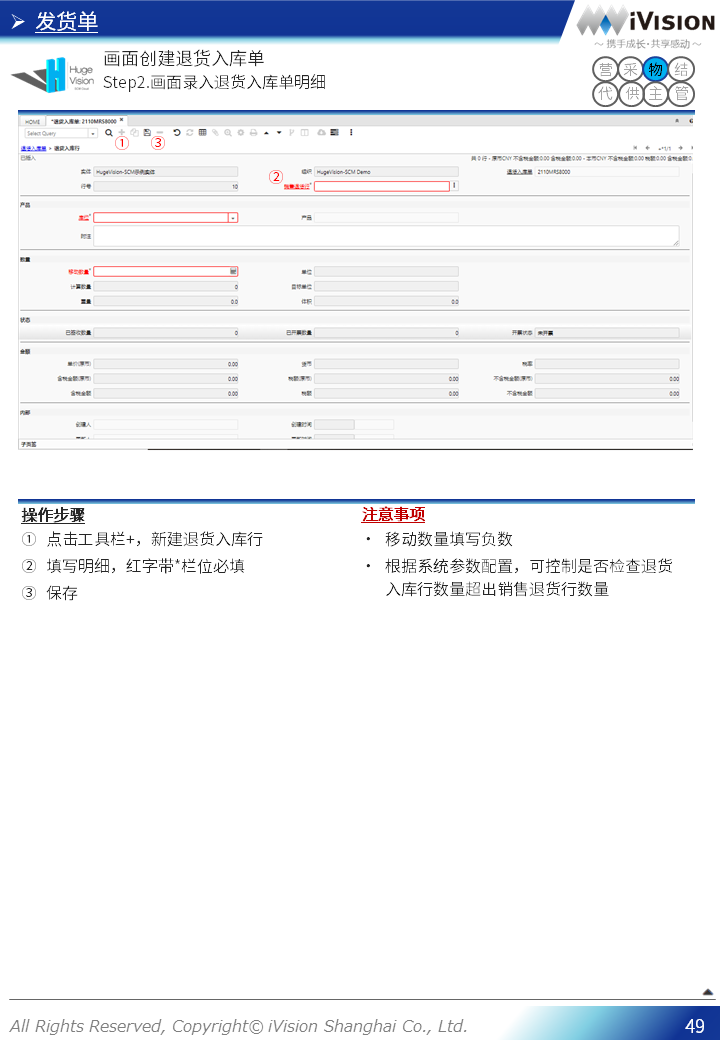 发货单
iVision
～ 携手成长·共享感动 ～
Huge Vision
画面创建退货入库单
Step2.画面录入退货入库单明细
营 采 物 结
代 供 主 管
HOME *退货入库单: 2110MRS8000
Select Query
① ③
退货入库单 > 退货入库行
*1/1
已插入
共 0 行 - 原币CNY 不含税金额:0.00 含税金额:0.00 - 本币CNY 不含税金额:0.00 税额:0.00 含税金额:0.
实体 HugeVision-SCM示例实体 组织 HugeVision-SCM Demo 退货入库单 2110MRS8000
②
行号 10 销售退货行*
产品
库位* 产品
附注
数量
移动数量* 单位
计算数量 0 目标单位
重量 0.0 体积 0.0
状态
已签收数量 0 已开票数量 0 开票状态 未开票
金额
单价(原币) 0.00 货币 税率
含税金额(原币) 0.00 税额(原币) 0.00 不含税金额(原币) 0.00
含税金额 0.00 税额 0.00 不含税金额 0.00
内部
创建人 创建时间
子页签
操作步骤
① 点击工具栏+，新建退货入库行
② 填写明细，红字带*栏位必填
③ 保存
注意事项
• 移动数量填写负数
• 根据系统参数配置，可控制是否检查退货
入库行数量超出销售退货行数量
All Rights Reserved, Copyright© iVision Shanghai Co., Ltd.
49